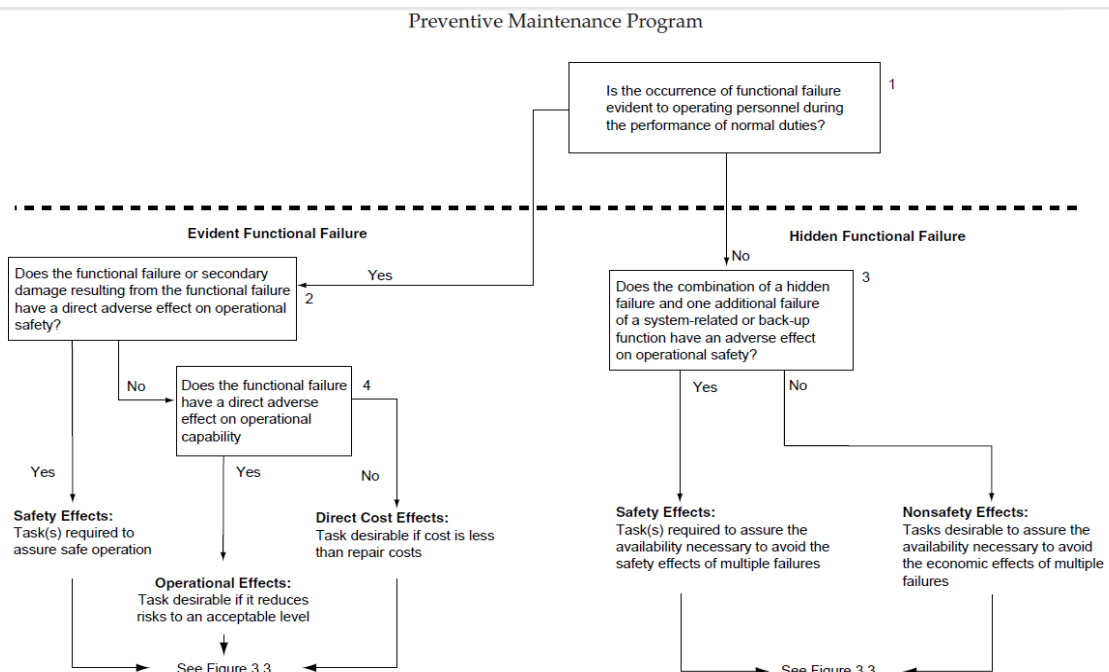 Preventive Maintenance Program
Is the occurrence of functional failure
evident to operating personnel during
the performance of normal duties?
1
Evident Functional Failure
Hidden Functional Failure
No
Does the functional failure or secondary
damage resulting from the functional failure
have a direct adverse effect on operational
safety?
2
Yes
Does the combination of a hidden
failure and one additional failure
of a system-related or back-up
function have an adverse effect
on operational safety?
3
No
Does the functional failure
have a direct adverse
effect on operational
capability
4
Yes
No
Yes
Yes
No
Safety Effects:
Task(s) required to
assure safe operation
Direct Cost Effects:
Task desirable if cost is less
than repair costs
Operational Effects:
Task desirable if it reduces
risks to an acceptable level
Safety Effects:
Task(s) required to assure the
availability necessary to avoid the
safety effects of multiple failures
Nonsafety Effects:
Tasks desirable to assure the
availability necessary to avoid
the economic effects of multiple
failures
See Figure 3.3
See Figure 3.3